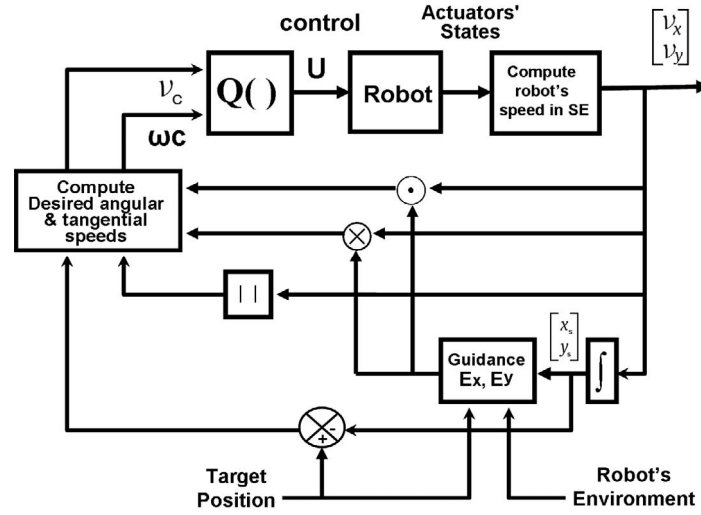 control
Actuators'
States
[νx
νy]
νc
ωc
Q( )
U
Robot
Compute
robot's
speed in SE
Compute
Desired angular
& tangential
speeds
| |
Guidance
Ex, Ey
[xs
ys]
∫
+
-
Target
Position
Robot's
Environment